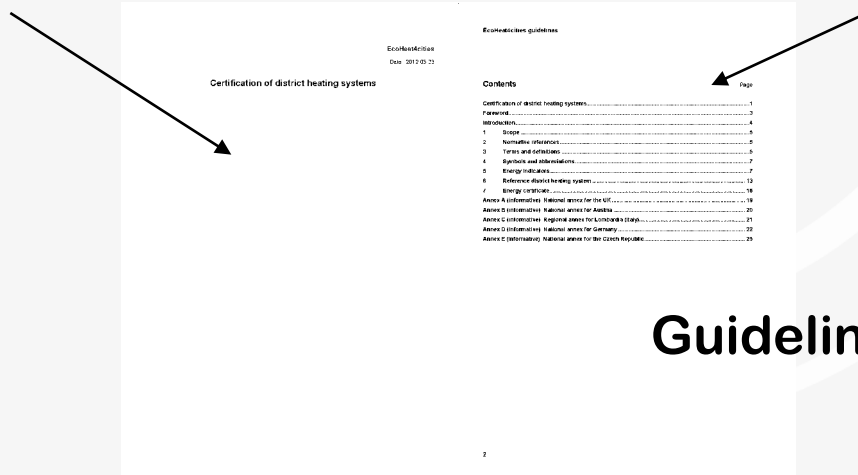 EcoHeat4cities
Date: 2012-03-23
Certification of district heating systems
EcoHeat4cities guidelines
Contents Page
Certification of district heating systems 1
Foreword 3
Introduction 4
1 Scope 5
2 Normative references 5
3 Terms and definitions 5
4 Symbols and abbreviations 7
5 Energy indicators 7
6 Reference district heating system 13
7 Energy certificate 18
Annex A (informative) National annex for the UK 19
Annex B (informative) National annex for Austria 20
Annex C (informative) Regional annex for Lombardia (Italy) 21
Annex D (informative) National annex for Germany 22
Annex E (informative) National annex for the Czech Republic 25
Guidelin
2